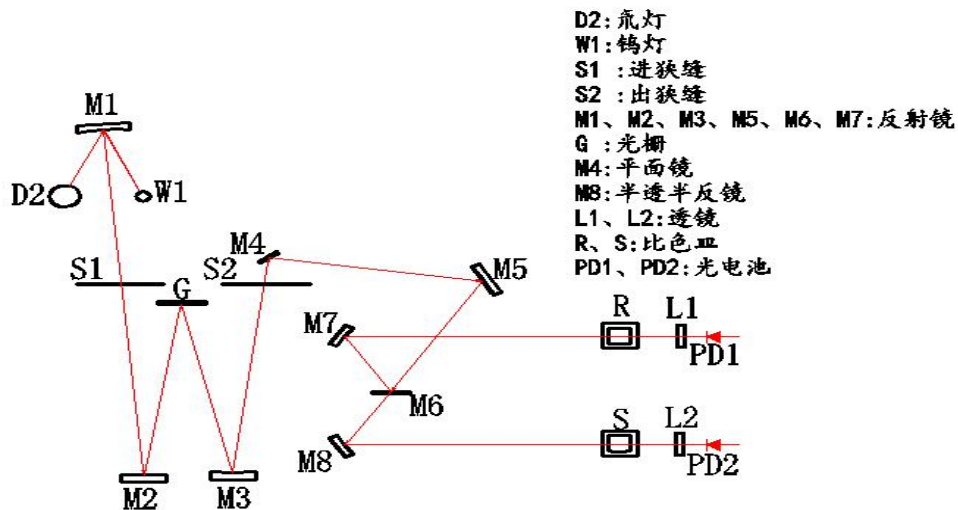 D2:氘灯
W1:钨灯
S1 :进狭缝
S2 :出狭缝
M1、M2、M3、M5、M6、M7:反射镜
G :光栅
M4:平面镜
M8:半透半反镜
L1、L2:透镜
R、S:比色皿
PD1、PD2:光电池
M1
D2
W1
S1
G
S2
M4
M5
M7
R
L1
PD1
M6
M8
S
L2
PD2
M2
M3